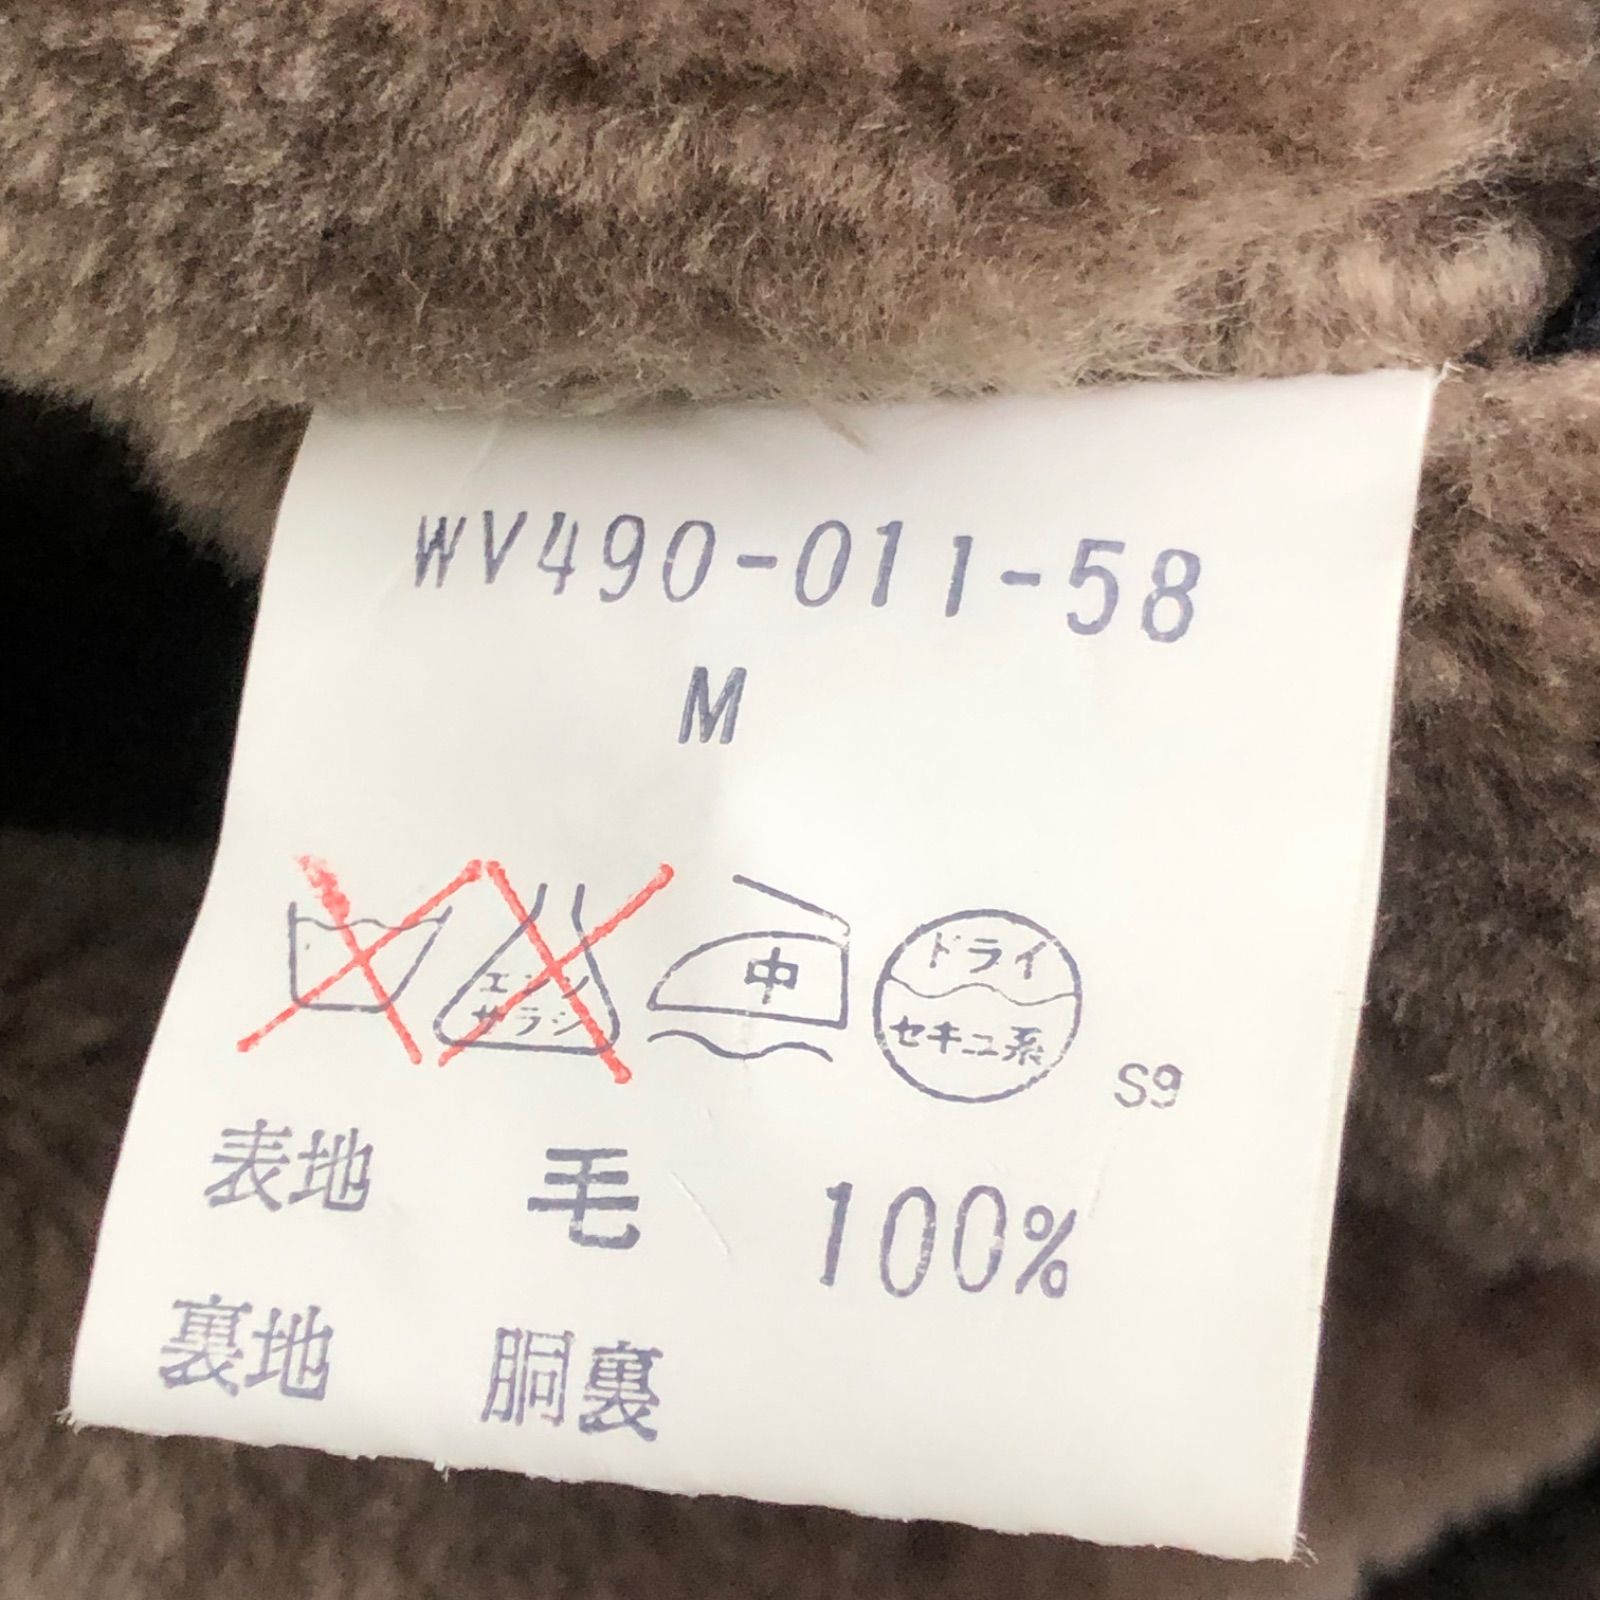 WV490-011-58
M
エンソ サラシ 中 ドライ セキユ系 S9
表地 毛 100%
裏地 胴裏